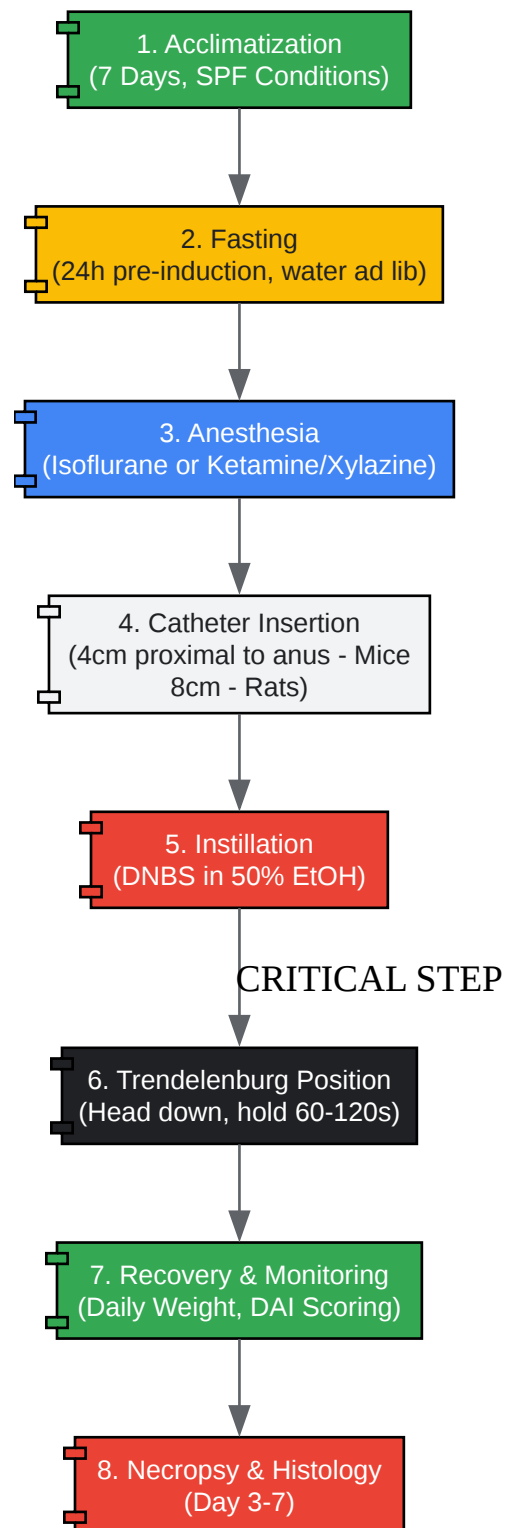 1. Acclimatization
(7 Days, SPF Conditions)
2. Fasting
(24h pre-induction, water ad lib)
3. Anesthesia
(Isoflurane or Ketamine/Xylazine)
4. Catheter Insertion
(4cm proximal to anus - Mice
8cm - Rats)
5. Instillation
(DNBS in 50% EtOH)
CRITICAL STEP
6. Trendelenburg Position
(Head down, hold 60-120s)
7. Recovery & Monitoring
(Daily Weight, DAI Scoring)
8. Necropsy & Histology
(Day 3-7)